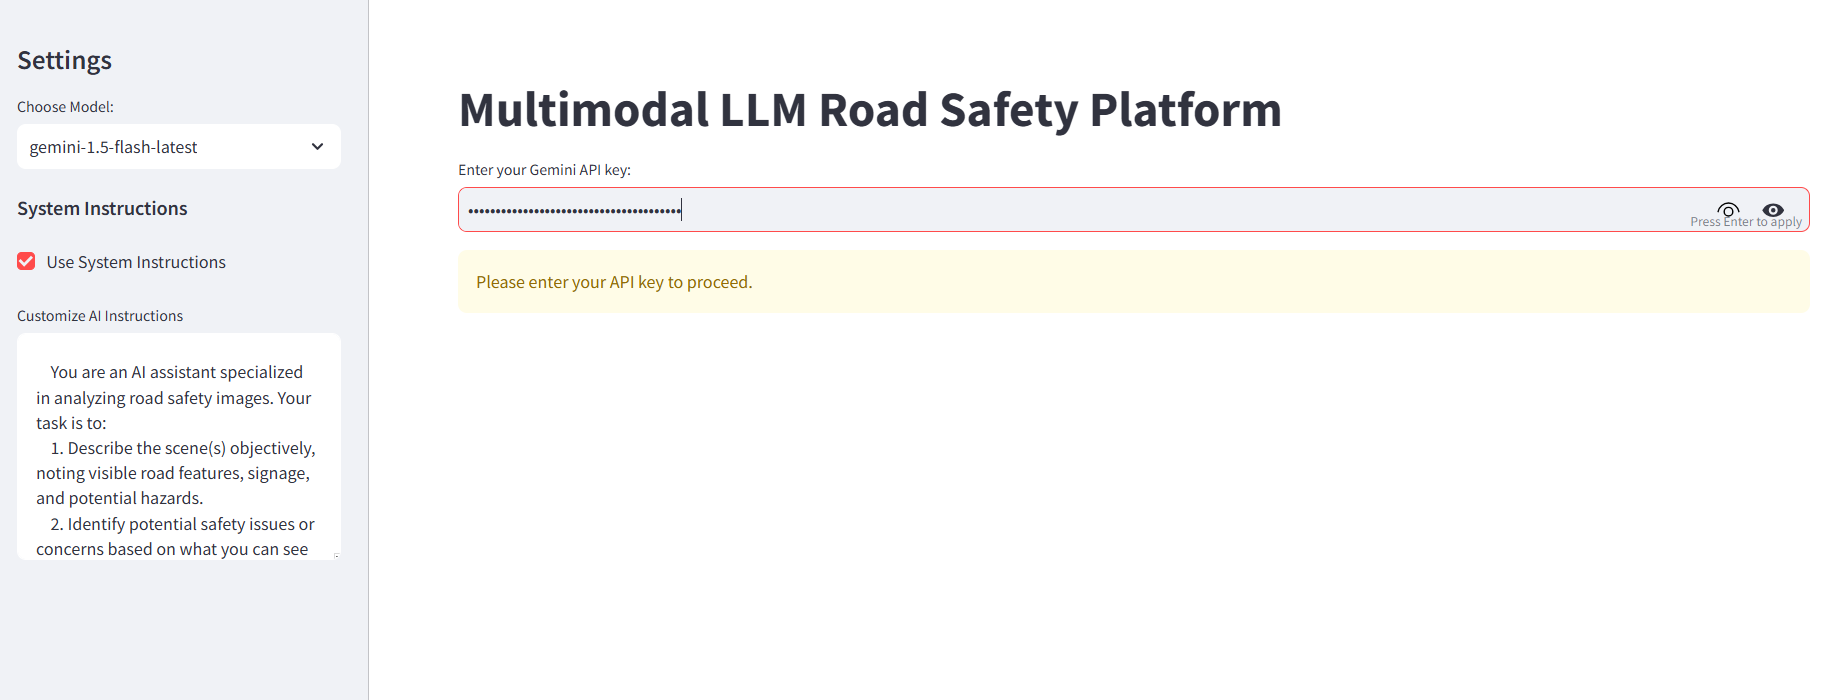 Settings
Choose Model:
gemini-1.5-flash-latest
System Instructions
Use System Instructions
Customize AI Instructions
You are an AI assistant specialized
in analyzing road safety images. Your
task is to:
1. Describe the scene(s) objectively,
noting visible road features, signage,
and potential hazards.
2. Identify potential safety issues or
concerns based on what you can see
Multimodal LLM Road Safety Platform
Enter your Gemini API key:
Press Enter to apply
Please enter your API key to proceed.